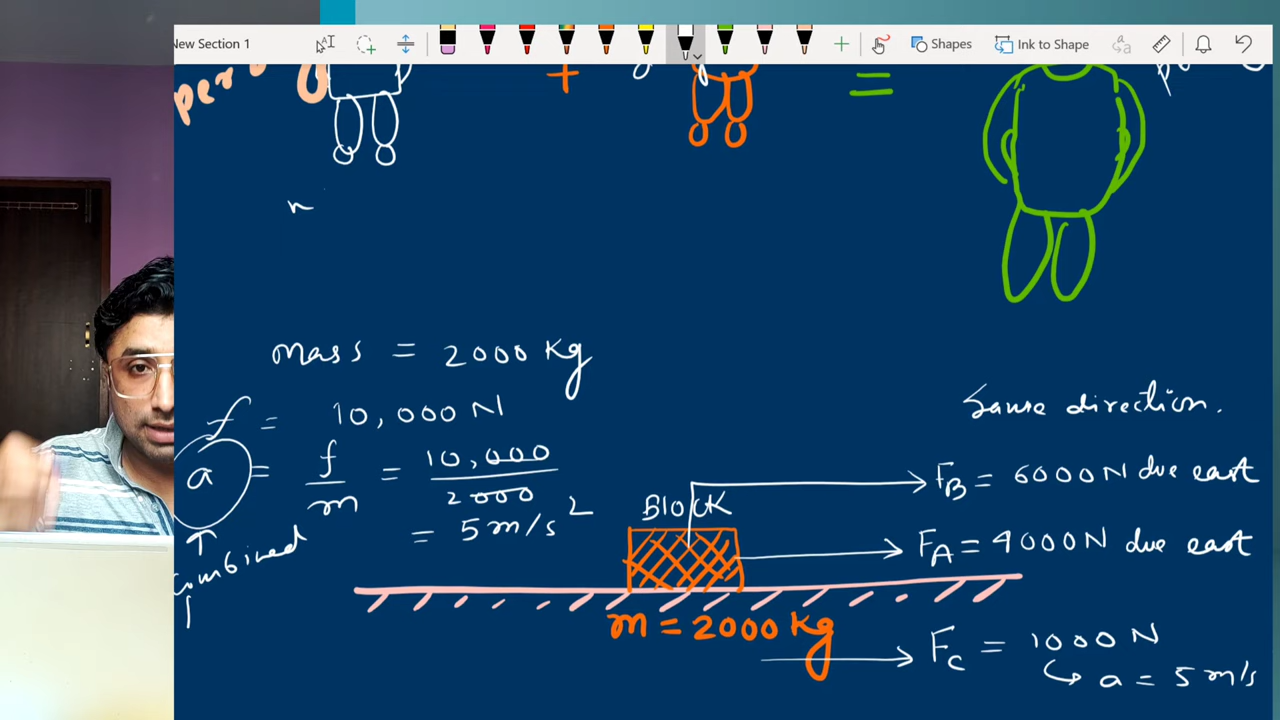 New Section 1
Shapes
Ink to Shape
+
=
mass = 2000 Kg
f = 10,000 N
a = f/m = 10,000/2000
= 5 m/s²
combined
Same direction.
FB = 6000 N due east
Block
FA = 4000 N due east
m = 2000 Kg
FC = 1000 N
a = 5 m/s